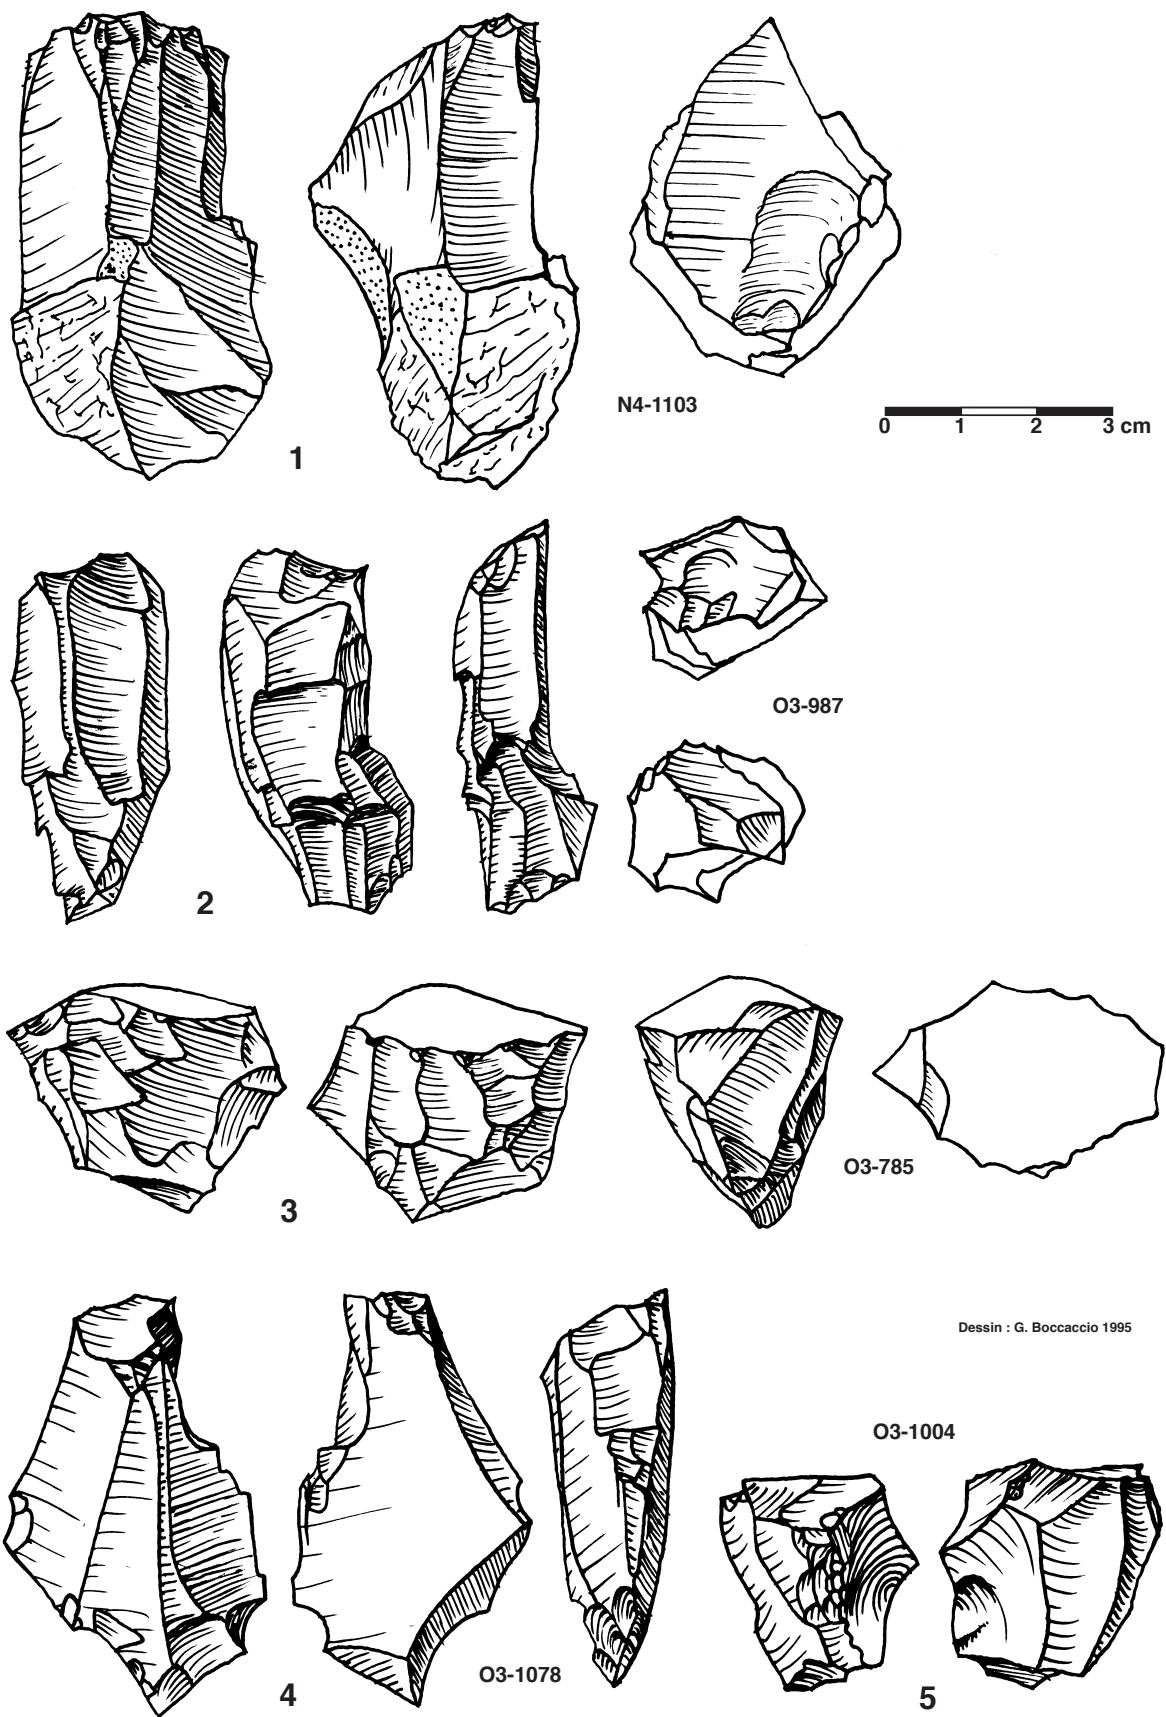 N4-1103
0 1 2 3 cm
1
O3-987
2
O3-785
3
Dessin : G. Boccaccio 1995
O3-1004
O3-1078
4
5